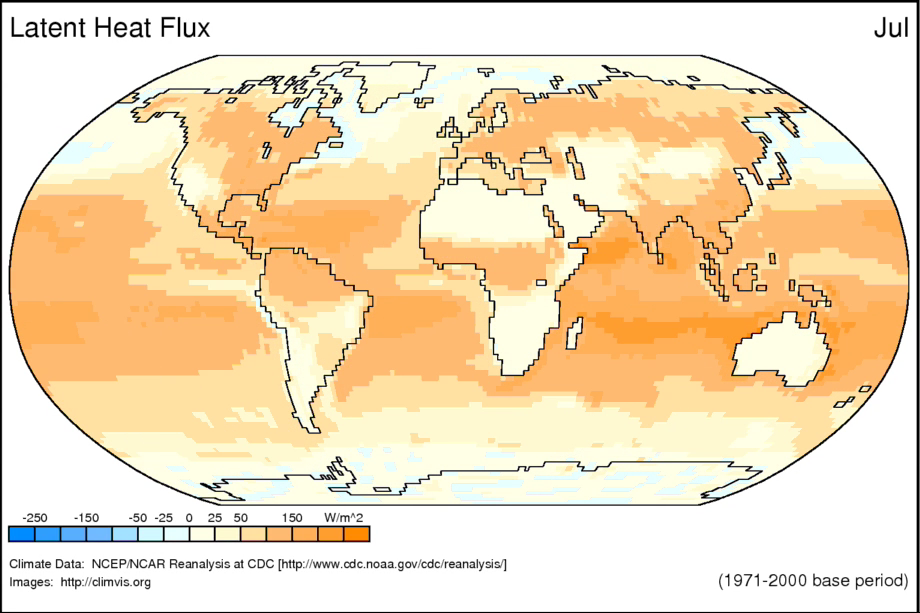 Latent Heat Flux
Jul
-250 -150 -50 -25 0 25 50 150 W/m^2
Climate Data: NCEP/NCAR Reanalysis at CDC [http://www.cdc.noaa.gov/cdc/reanalysis/]
Images: http://climvis.org
(1971-2000 base period)